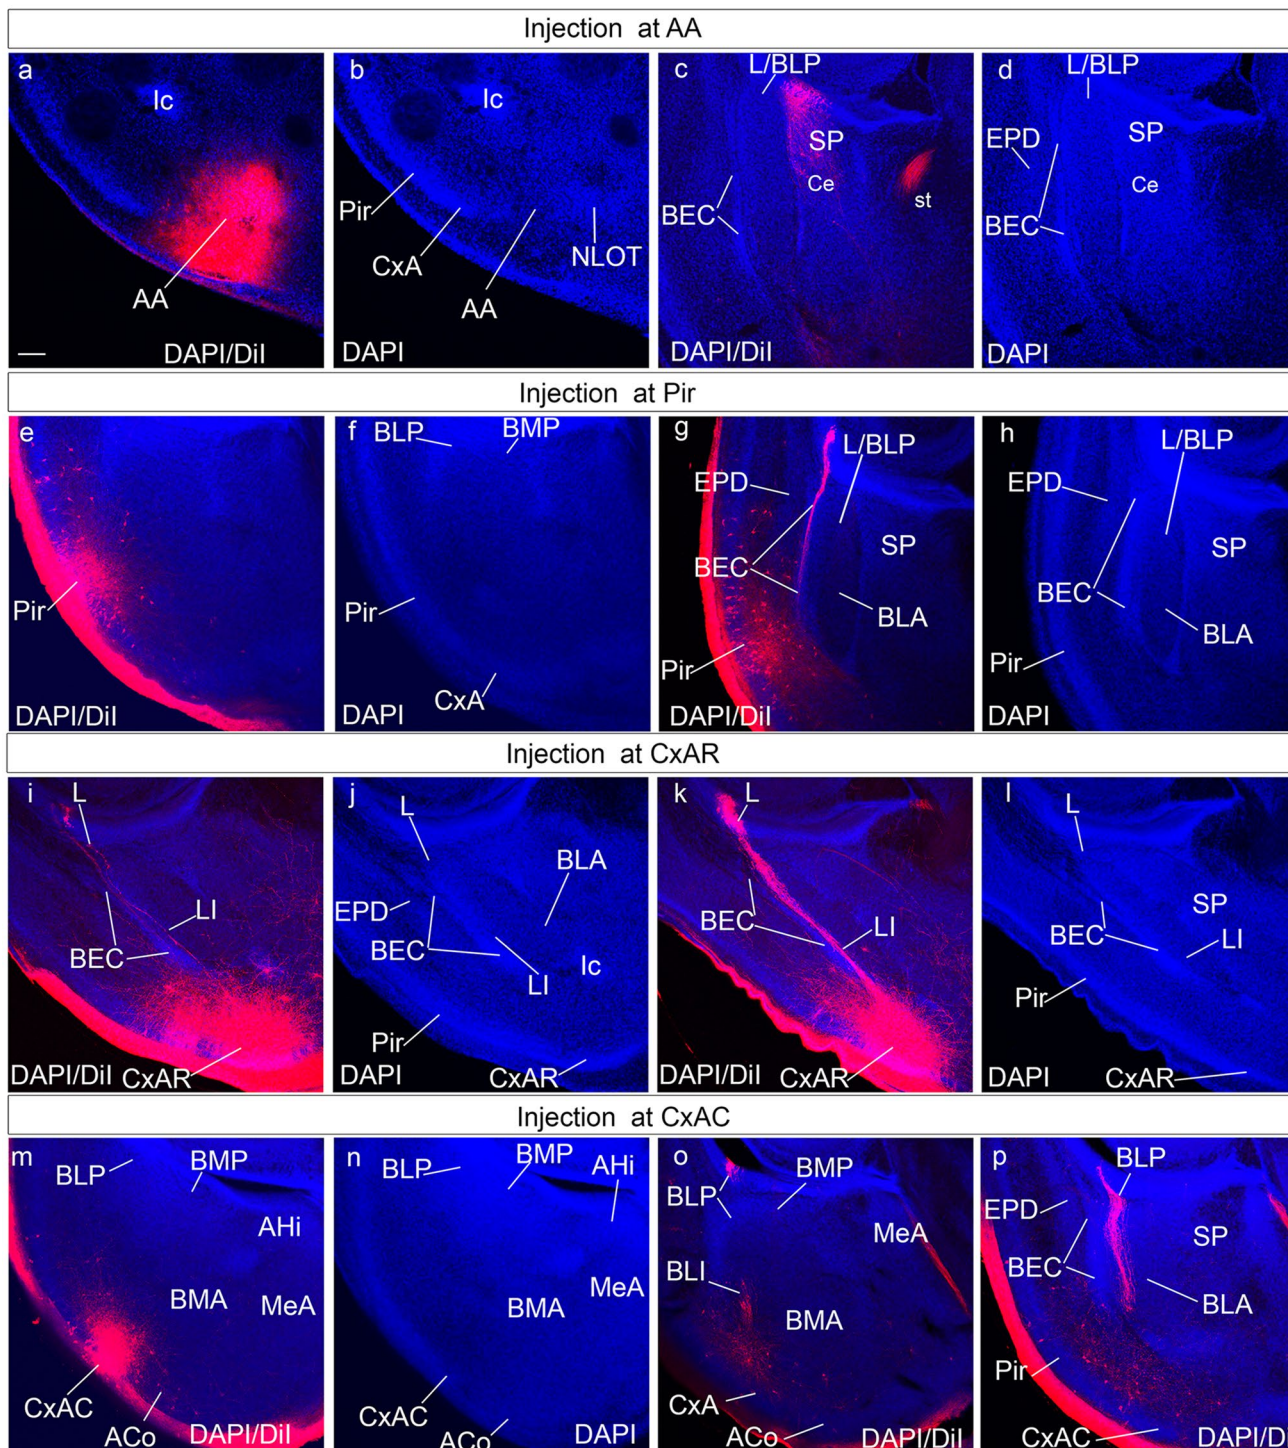 Injection at AA
a
Ic
AA
DAPI/DiI
b
Ic
Pir
CxA
AA
NLOT
DAPI
c
L/BLP
SP
Ce
st
BEC
DAPI/DiI
d
L/BLP
EPD
SP
Ce
BEC
DAPI
Injection at Pir
e
Pir
DAPI/DiI
f
BLP
BMP
Pir
CxA
DAPI
g
L/BLP
EPD
SP
BEC
BLA
Pir
DAPI/DiI
h
L/BLP
EPD
SP
BEC
BLA
Pir
DAPI
Injection at CxAR
i
L
LI
BEC
DAPI/DiI
CxAR
j
L
BLA
EPD
BEC
LI
Ic
Pir
DAPI
CxAR
k
L
BEC
LI
DAPI/DiI
CxAR
l
L
SP
BEC
LI
Pir
DAPI
CxAR
Injection at CxAC
m
BLP
BMP
AHi
BMA
MeA
CxAC
ACo
DAPI/DiI
n
BLP
BMP
AHi
MeA
BMA
CxAC
ACo
DAPI
o
BLP
BMP
MeA
BLI
BMA
CxA
ACo
DAPI/DiI
p
BLP
EPD
SP
BEC
BLA
Pir
CxAC
DAPI/D